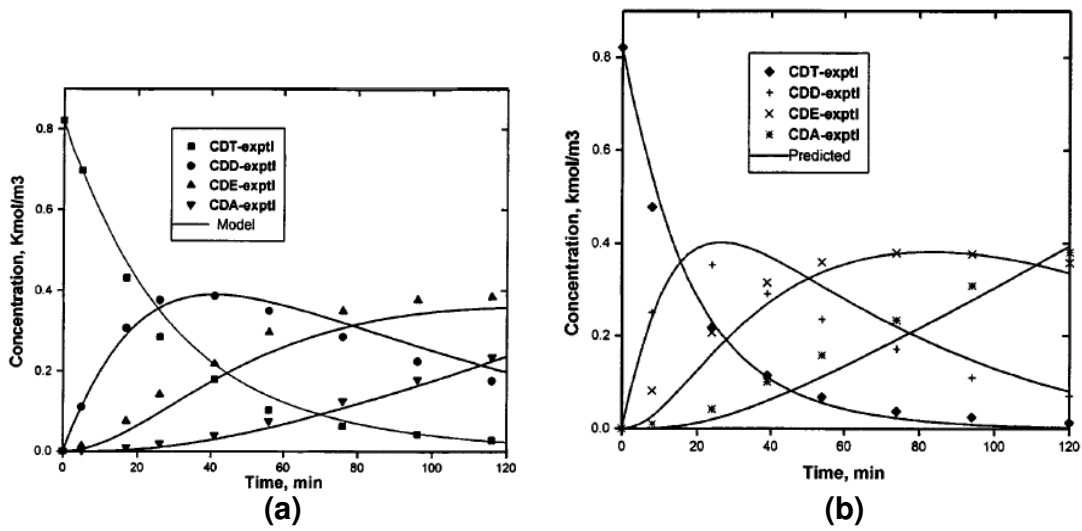 0.8
0.6
0.4
0.2
0.0
Concentration, Kmol/m3
CDT-exptl
CDD-exptl
CDE-exptl
CDA-exptl
Model
0 20 40 60 80 100 120
Time, min
(a)
0.8
0.6
0.4
0.2
0.0
Concentration, kmol/m3
CDT-exptl
CDD-exptl
CDE-exptl
CDA-exptl
Predicted
0 20 40 60 80 100 120
Time, min
(b)